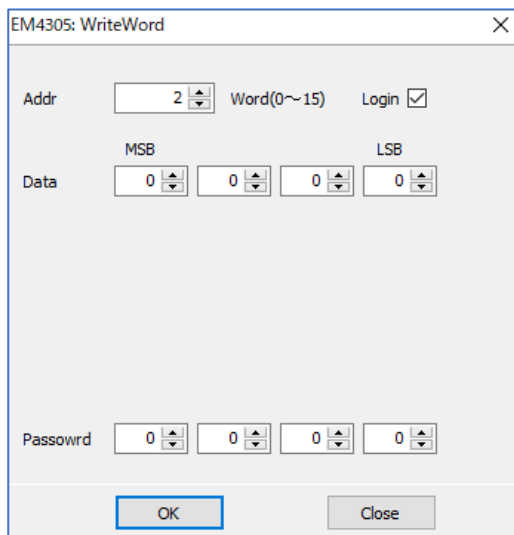 EM4305: WriteWord
Addr 2 Word(0～15) Login
MSB LSB
Data 0 0 0 0
Passowrd 0 0 0 0
OK Close